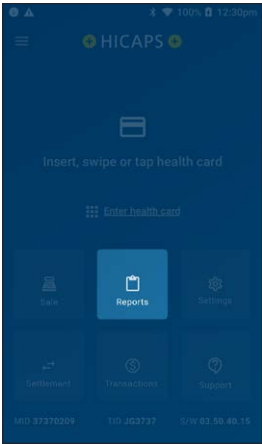 100% 12:30pm
HICAPS
Insert, swipe or tap health card
Enter health card
Sale Reports Settings
Settlement Transactions Support
MID 37370209 TID JG3737 S/W 03.50.40.15